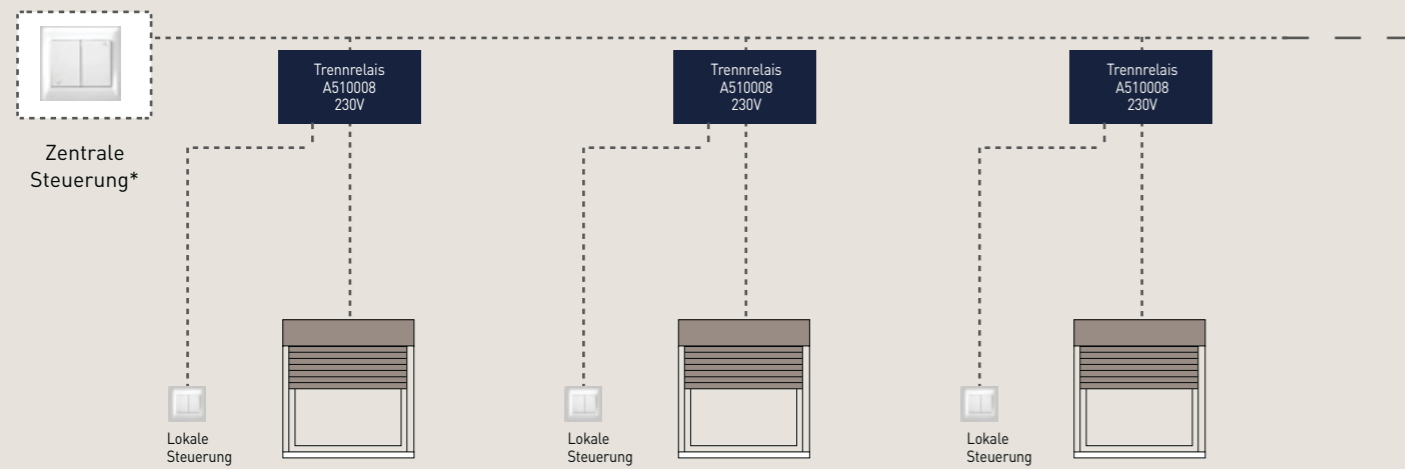 Zentrale
Steuerung*
Trennrelais
A510008
230V
Trennrelais
A510008
230V
Trennrelais
A510008
230V
Lokale
Steuerung
Lokale
Steuerung
Lokale
Steuerung